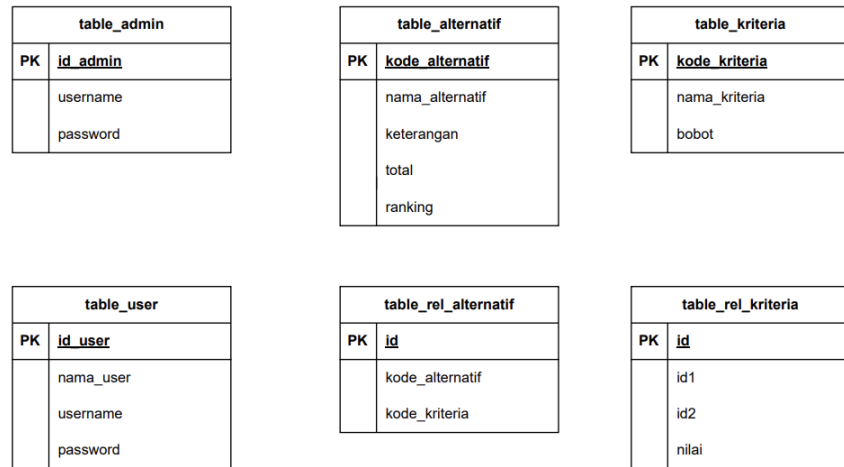 table_admin
PK id_admin
username
password
table_alternatif
PK kode_alternatif
nama_alternatif
keterangan
total
ranking
table_kriteria
PK kode_kriteria
nama_kriteria
bobot
table_user
PK id_user
nama_user
username
password
table_rel_alternatif
PK id
kode_alternatif
kode_kriteria
table_rel_kriteria
PK id
id1
id2
nilai